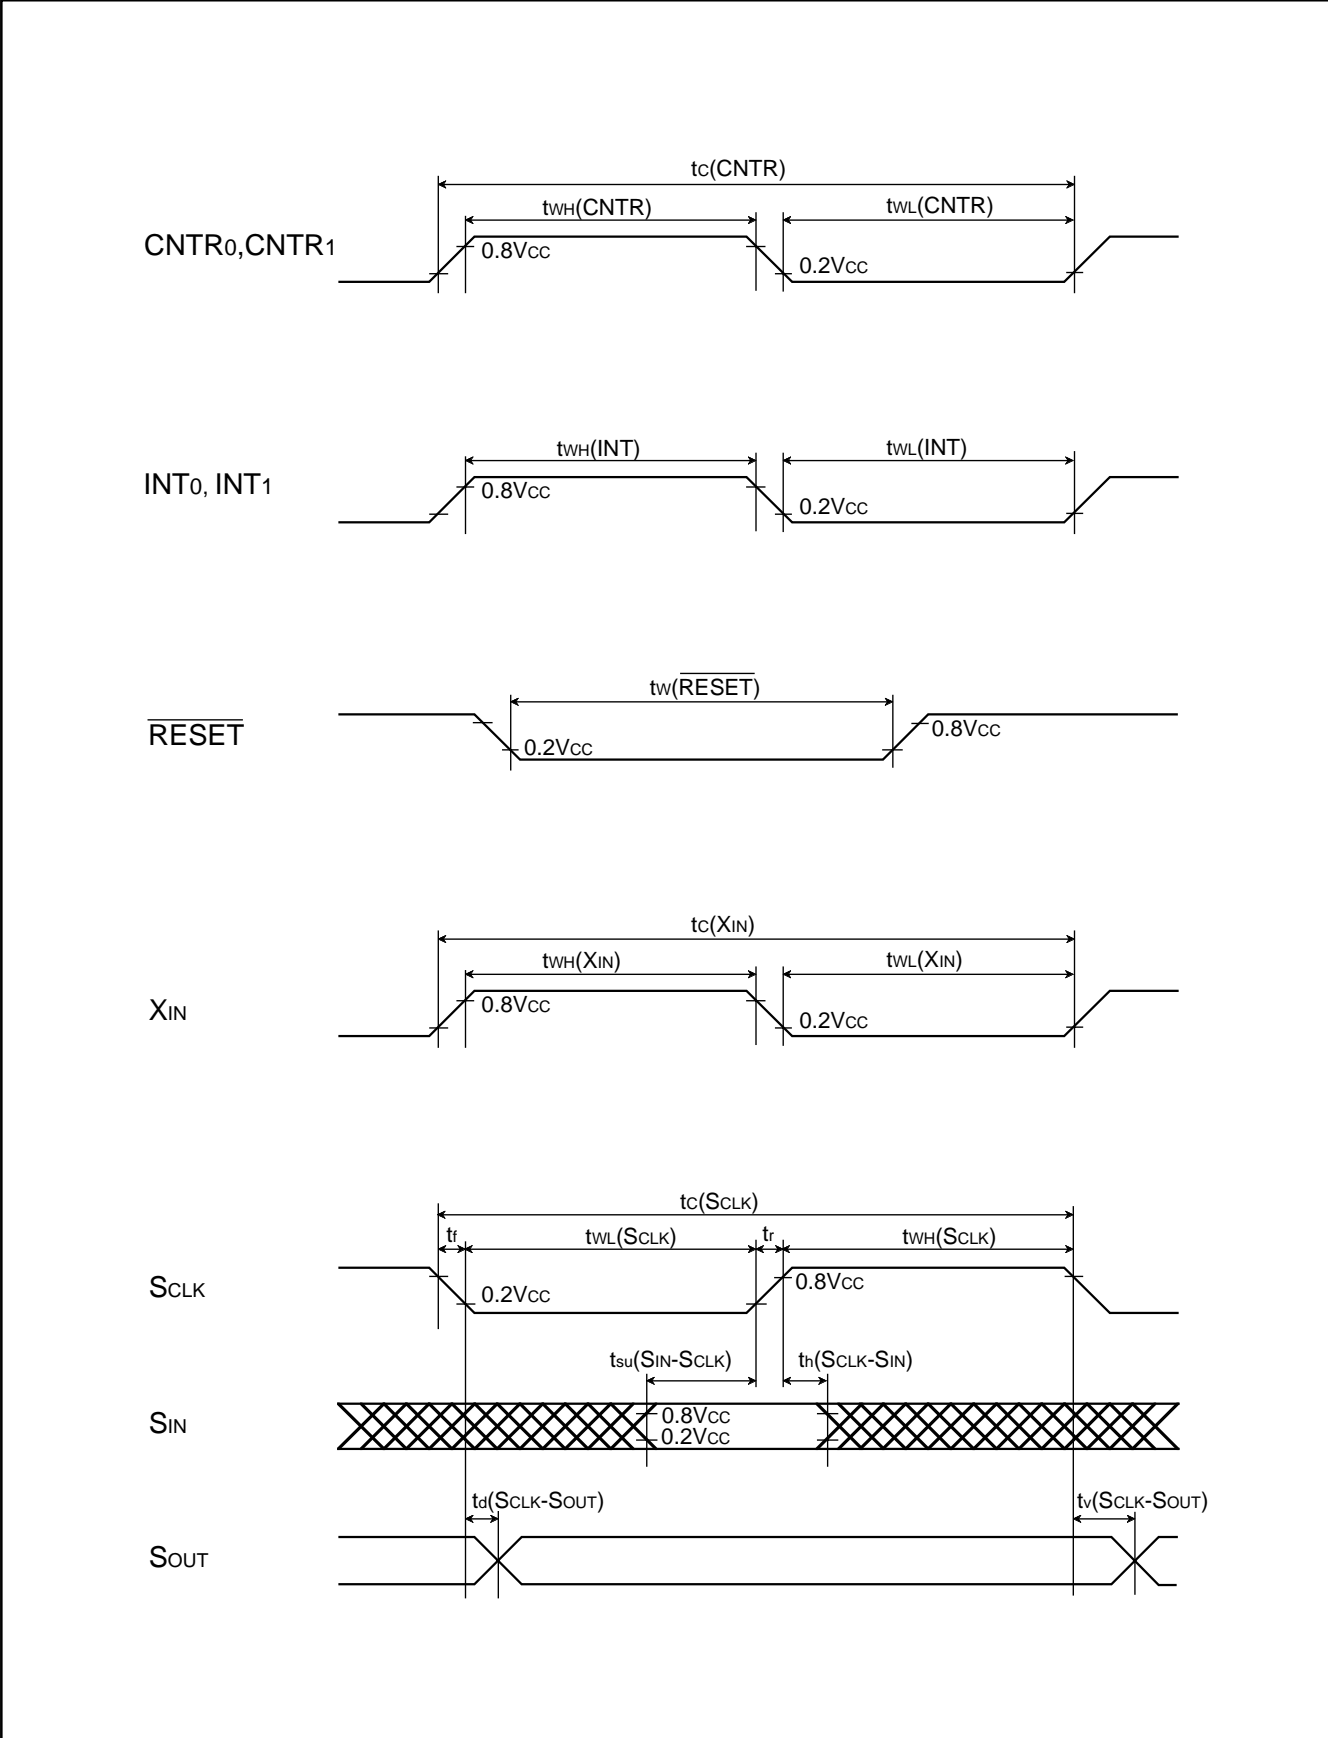 tC(CNTR)
tWH(CNTR) tWL(CNTR)
CNTR0,CNTR1 0.8VCC 0.2VCC
tWH(INT) tWL(INT)
INT0, INT1 0.8VCC 0.2VCC
tW(RESET)
RESET 0.2VCC 0.8VCC
tC(XIN)
tWH(XIN) tWL(XIN)
XIN 0.8VCC 0.2VCC
tC(SCLK)
tf tWL(SCLK) tr tWH(SCLK)
SCLK 0.2VCC 0.8VCC
tsu(SIN-SCLK) th(SCLK-SIN)
SIN 0.8VCC
0.2VCC
td(SCLK-SOUT) tv(SCLK-SOUT)
SOUT